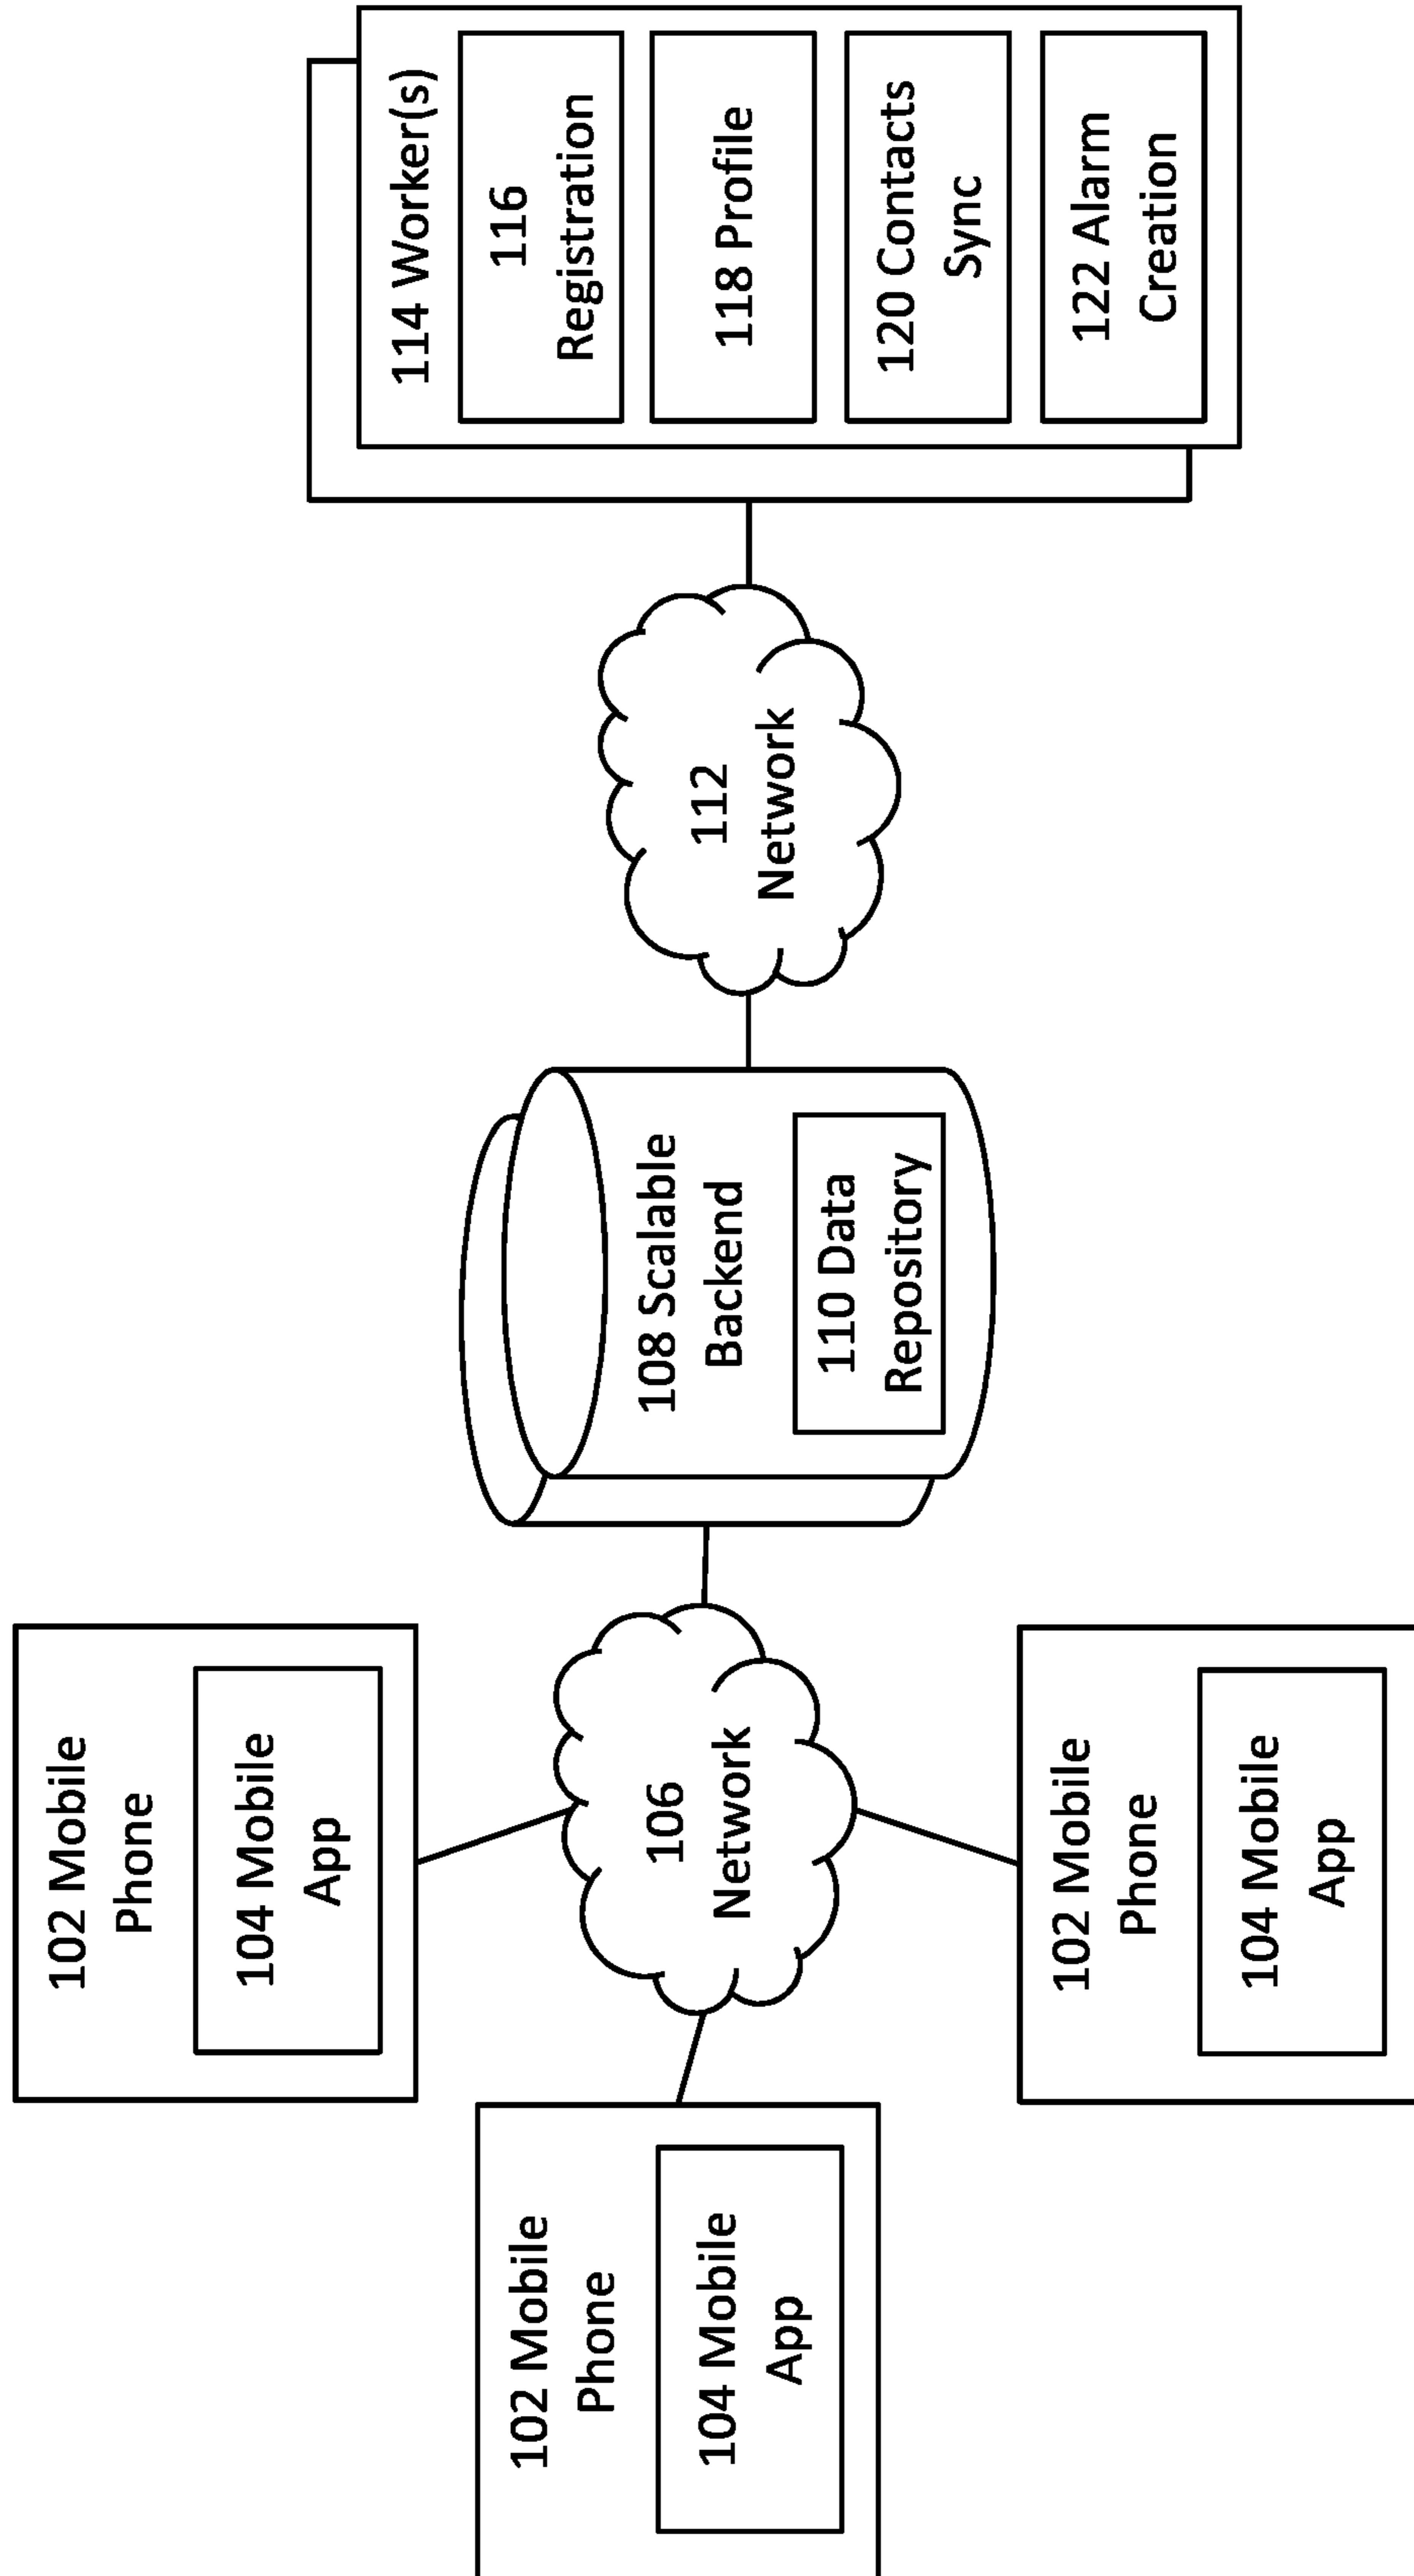 102 Mobile
Phone
104 Mobile
App
102 Mobile
Phone
104 Mobile
App
102 Mobile
Phone
104 Mobile
App
106
Network
108 Scalable
Backend
110 Data
Repository
112
Network
114 Worker(s)
116
Registration
118 Profile
120 Contacts
Sync
122 Alarm
Creation